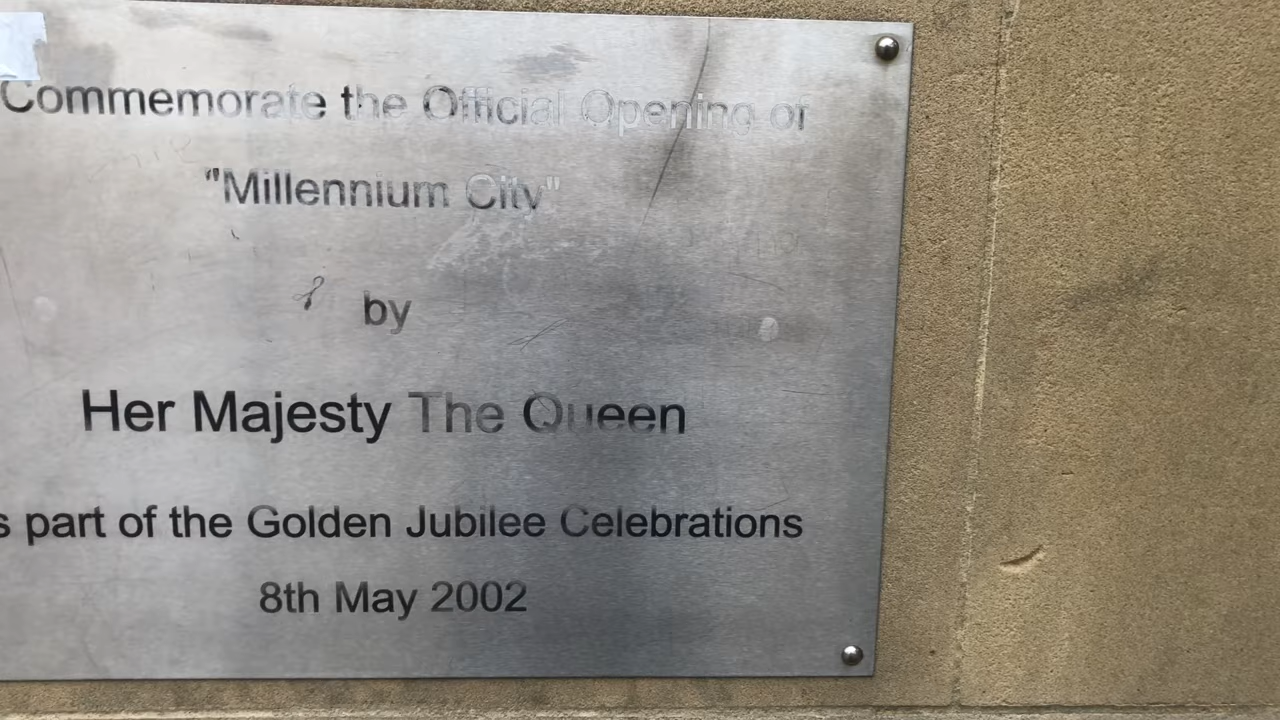 Commemorate the Official Opening of
"Millennium City"
by
Her Majesty The Queen
s part of the Golden Jubilee Celebrations
8th May 2002